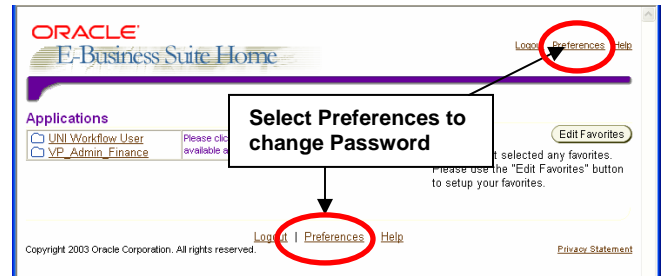 ORACLE
E-Business Suite Home
Logout Preferences Help
Applications
UNI Workflow User
VP_Admin_Finance
Please clic
available a
Select Preferences to
change Password
Edit Favorites
t selected any favorites.
Please use the "Edit Favorites" button
to setup your favorites.
Logout | Preferences | Help
Copyright 2003 Oracle Corporation. All rights reserved.
Privacy Statement